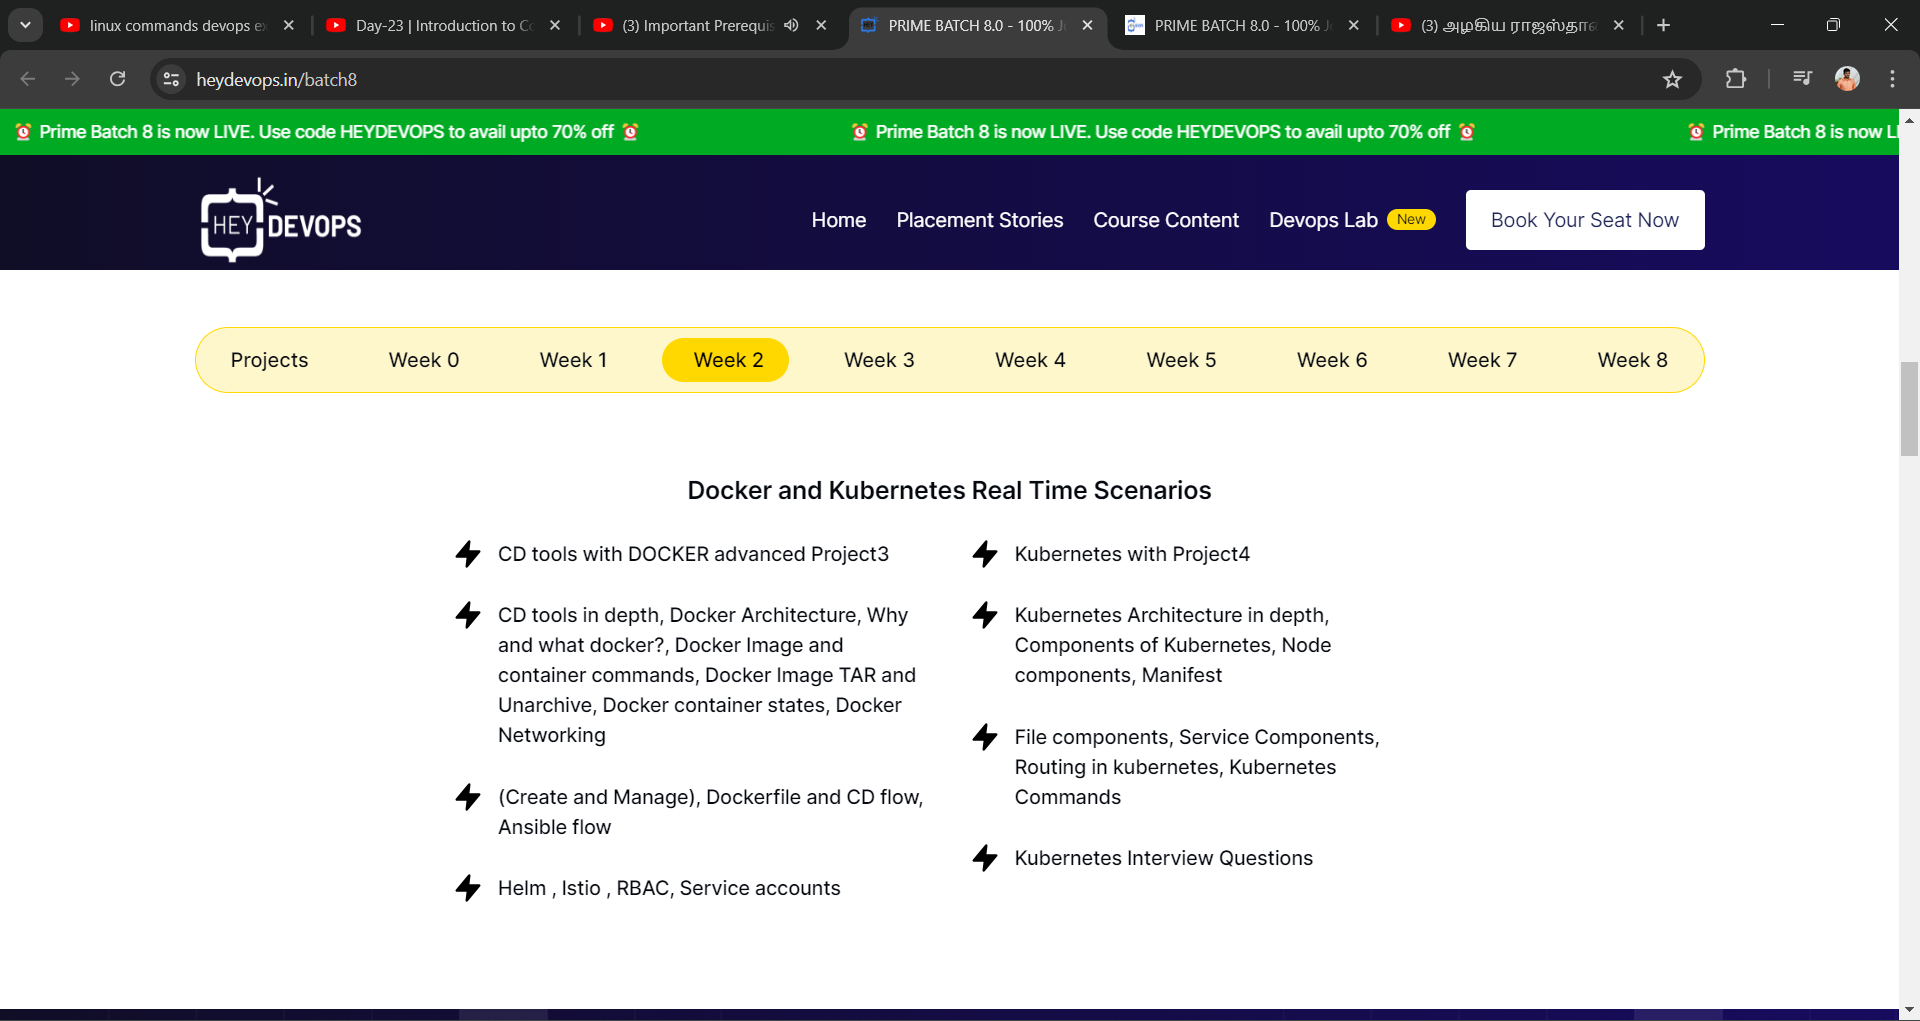 linux commands devops ex
Day-23 | Introduction to Co
(3) Important Prerequis
PRIME BATCH 8.0 - 100% J
PRIME BATCH 8.0 - 100% J
(3) அழகிய ராஜஸ்தான்
heydevops.in/batch8
Prime Batch 8 is now LIVE. Use code HEYDEVOPS to avail upto 70% off
Prime Batch 8 is now LIVE. Use code HEYDEVOPS to avail upto 70% off
Prime Batch 8 is now LI
HEY DEVOPS
Home
Placement Stories
Course Content
Devops Lab New
Book Your Seat Now
Projects
Week 0
Week 1
Week 2
Week 3
Week 4
Week 5
Week 6
Week 7
Week 8
Docker and Kubernetes Real Time Scenarios
CD tools with DOCKER advanced Project3
CD tools in depth, Docker Architecture, Why
and what docker?, Docker Image and
container commands, Docker Image TAR and
Unarchive, Docker container states, Docker
Networking
(Create and Manage), Dockerfile and CD flow,
Ansible flow
Helm , Istio , RBAC, Service accounts
Kubernetes with Project4
Kubernetes Architecture in depth,
Components of Kubernetes, Node
components, Manifest
File components, Service Components,
Routing in kubernetes, Kubernetes
Commands
Kubernetes Interview Questions